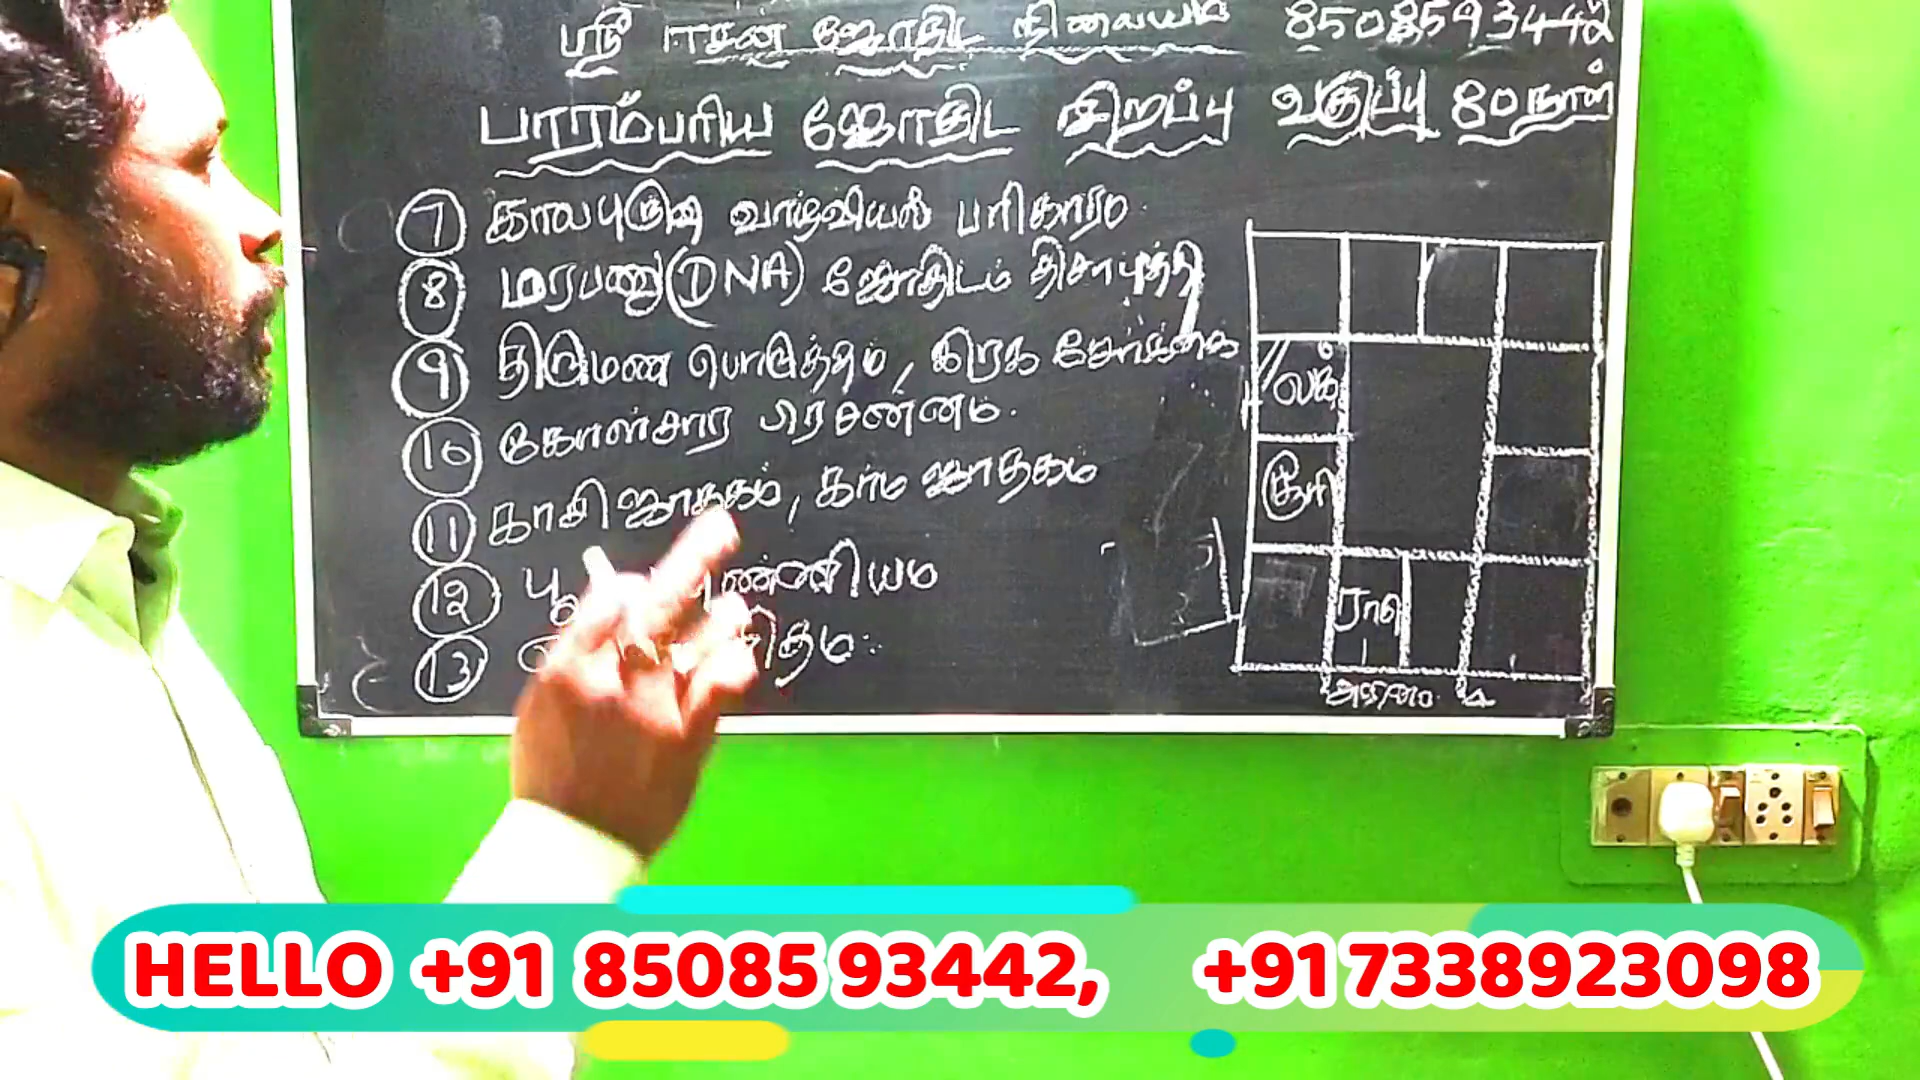 ஸ்ரீ ஈசன் ஜோதிட நிலையம் 8508593442
பாரம்பரிய ஜோதிட சிறப்பு வகுப்பு 80 நாள்
7 காலபுருஷ வாழ்வியல் பரிகாரம்
8 மரபணு (DNA) ஜோதிடம் திசா புத்தி
9 திருமண பொருத்தம், கிரக சேர்க்கை
10 கோள்சார பிரசன்னம்.
11 காசி ஜாதகம், கர்ம ஜாதகம்
12 புண்ணியம்
13
லக்
சூரி
ராகு
HELLO +91 85085 93442, +91 7338923098